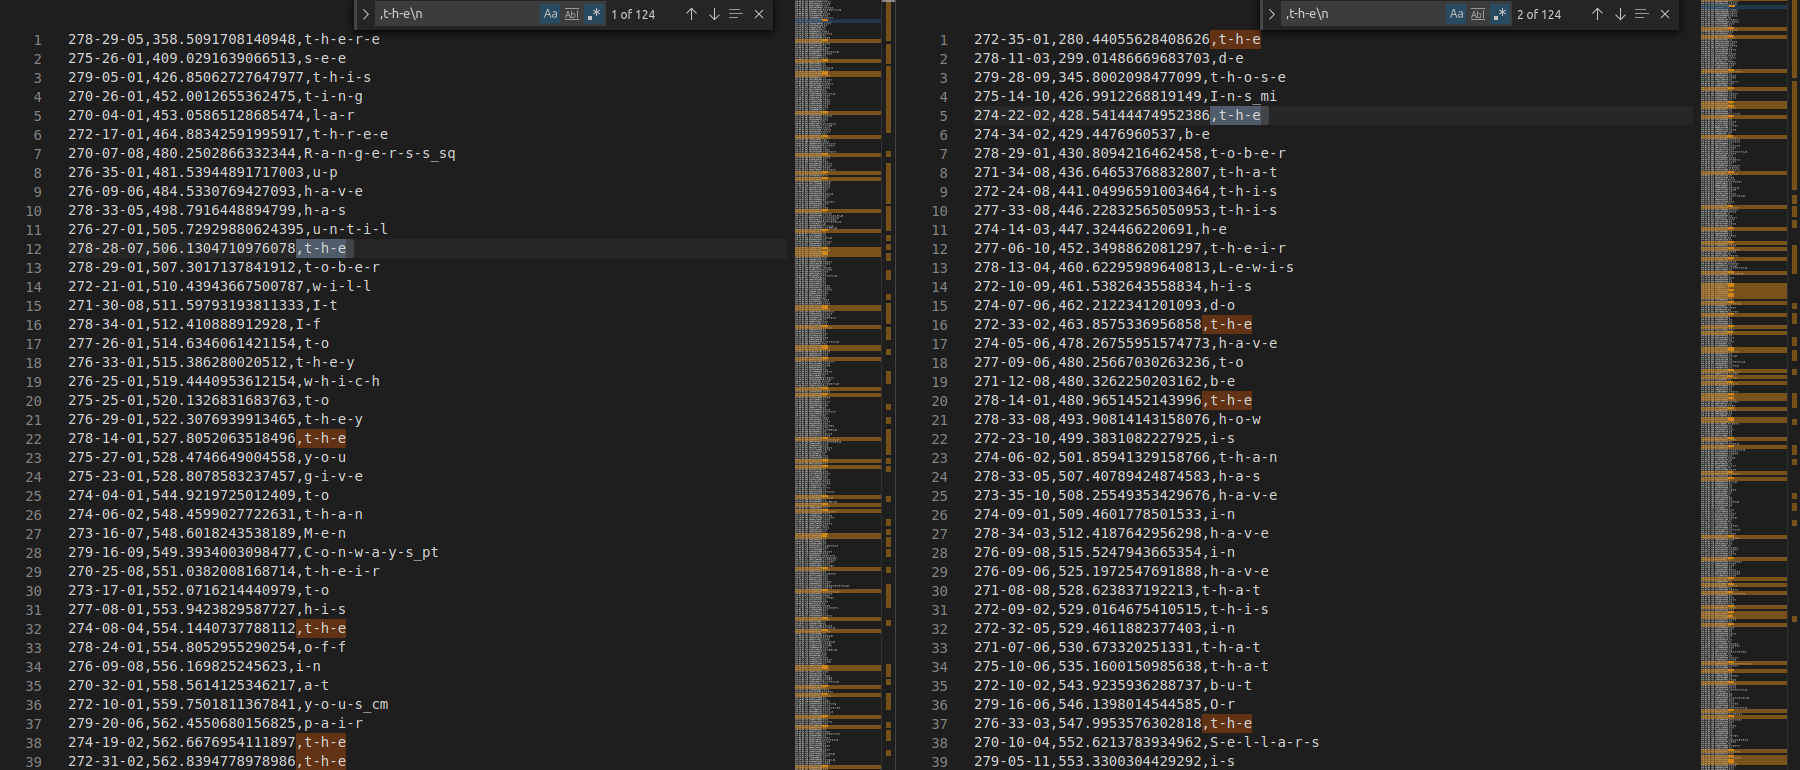 ,t-h-e\n Aa Abl .* 1 of 124
1 278-29-05,358.5091708140948,t-h-e-r-e
2 275-26-01,409.0291639066513,s-e-e
3 279-05-01,426.85062727647977,t-h-i-s
4 270-26-01,452.0012655362475,t-i-n-g
5 270-04-01,453.05865128685474,l-a-r
6 272-17-01,464.8834259199591​7,t-h-r-e-e
7 270-07-08,480.2502866332344,R-a-n-g-e-r-s-s_sq
8 276-35-01,481.53944891717003,u-p
9 276-09-06,484.5330769427093,h-a-v-e
10 278-33-05,498.7916448894799,h-a-s
11 276-27-01,505.72929880624395,u-n-t-i-l
12 278-28-07,506.1304710976078,t-h-e
13 278-29-01,507.3017137841912,t-o-b-e-r
14 272-21-01,510.43943667500787,w-i-l-l
15 271-30-08,511.59793193811333,I-t
16 278-34-01,512.410888912928,I-f
17 277-26-01,514.6346061421154,t-o
18 276-33-01,515.386280020512,t-h-e-y
19 276-25-01,519.4440953612154,w-h-i-c-h
20 275-25-01,520.1326831683763,t-o
21 276-29-01,522.3076939913465,t-h-e-y
22 278-14-01,527.8052063518496,t-h-e
23 275-27-01,528.4746649004558,y-o-u
24 275-23-01,528.8078583237457,g-i-v-e
25 274-04-01,544.9219725012409,t-o
26 274-06-02,548.4599027722631,t-h-a-n
27 273-16-07,548.6018243538189,M-e-n
28 279-16-09,549.3934003098477,C-o-n-w-a-y-s_pt
29 270-25-08,551.0382008168714,t-h-e-i-r
30 273-17-01,552.0716214440979,t-o
31 277-08-01,553.9423829587727,h-i-s
32 274-08-04,554.1440737788112,t-h-e
33 278-24-01,554.8052955290254,o-f-f
34 276-09-08,556.169825245623,i-n
35 270-32-01,558.5614125346217,a-t
36 272-10-01,559.7501811367841,y-o-u-s_cm
37 279-20-06,562.4550680156825,p-a-i-r
38 274-19-02,562.6676954111897,t-h-e
39 272-31-02,562.8394778978986,t-h-e
,t-h-e\n Aa Abl .* 2 of 124
1 272-35-01,280.44055628408626,t-h-e
2 278-11-03,299.01486669683703,d-e
3 279-28-09,345.8002098477099,t-h-o-s-e
4 275-14-10,426.9912268819149,I-n-s_mi
5 274-22-02,428.54144474952386,t-h-e
6 274-34-02,429.4476960537,b-e
7 278-29-01,430.8094216462458,t-o-b-e-r
8 271-34-08,436.64653768832807,t-h-a-t
9 272-24-08,441.04996591003464,t-h-i-s
10 277-33-08,446.22832565050953,t-h-i-s
11 274-14-03,447.324466220691,h-e
12 277-06-10,452.3498862081297,t-h-e-i-r
13 278-13-04,460.62295989640813,L-e-w-i-s
14 272-10-09,461.5382643558834,h-i-s
15 274-07-06,462.2122341201093,d-o
16 272-33-02,463.8575336956858,t-h-e
17 274-05-06,478.26755951574773,h-a-v-e
18 277-09-06,480.25667030263236,t-o
19 271-12-08,480.3262250203162,b-e
20 278-14-01,480.9651452143996,t-h-e
21 278-33-08,493.90814143158076,h-o-w
22 272-23-10,499.3831082227925,i-s
23 274-06-02,501.85941329158766,t-h-a-n
24 278-33-05,507.40789424874583,h-a-s
25 273-35-10,508.25549353429676,h-a-v-e
26 274-09-01,509.4601778501533,i-n
27 278-34-03,512.4187642956298,h-a-v-e
28 276-09-08,515.5247943665354,i-n
29 276-09-06,525.1972547691888,h-a-v-e
30 271-08-08,528.623837192213,t-h-a-t
31 272-09-02,529.0164675410515,t-h-i-s
32 272-32-05,529.4611882377403,i-n
33 271-07-06,530.673320251331,t-h-a-t
34 275-10-06,535.1600150985638,t-h-a-t
35 272-10-02,543.9235936288737,b-u-t
36 279-16-06,546.1398014544585,O-r
37 276-33-03,547.9953576302818,t-h-e
38 270-10-04,552.6213783934962,S-e-l-l-a-r-s
39 279-05-11,553.3300304429292,i-s